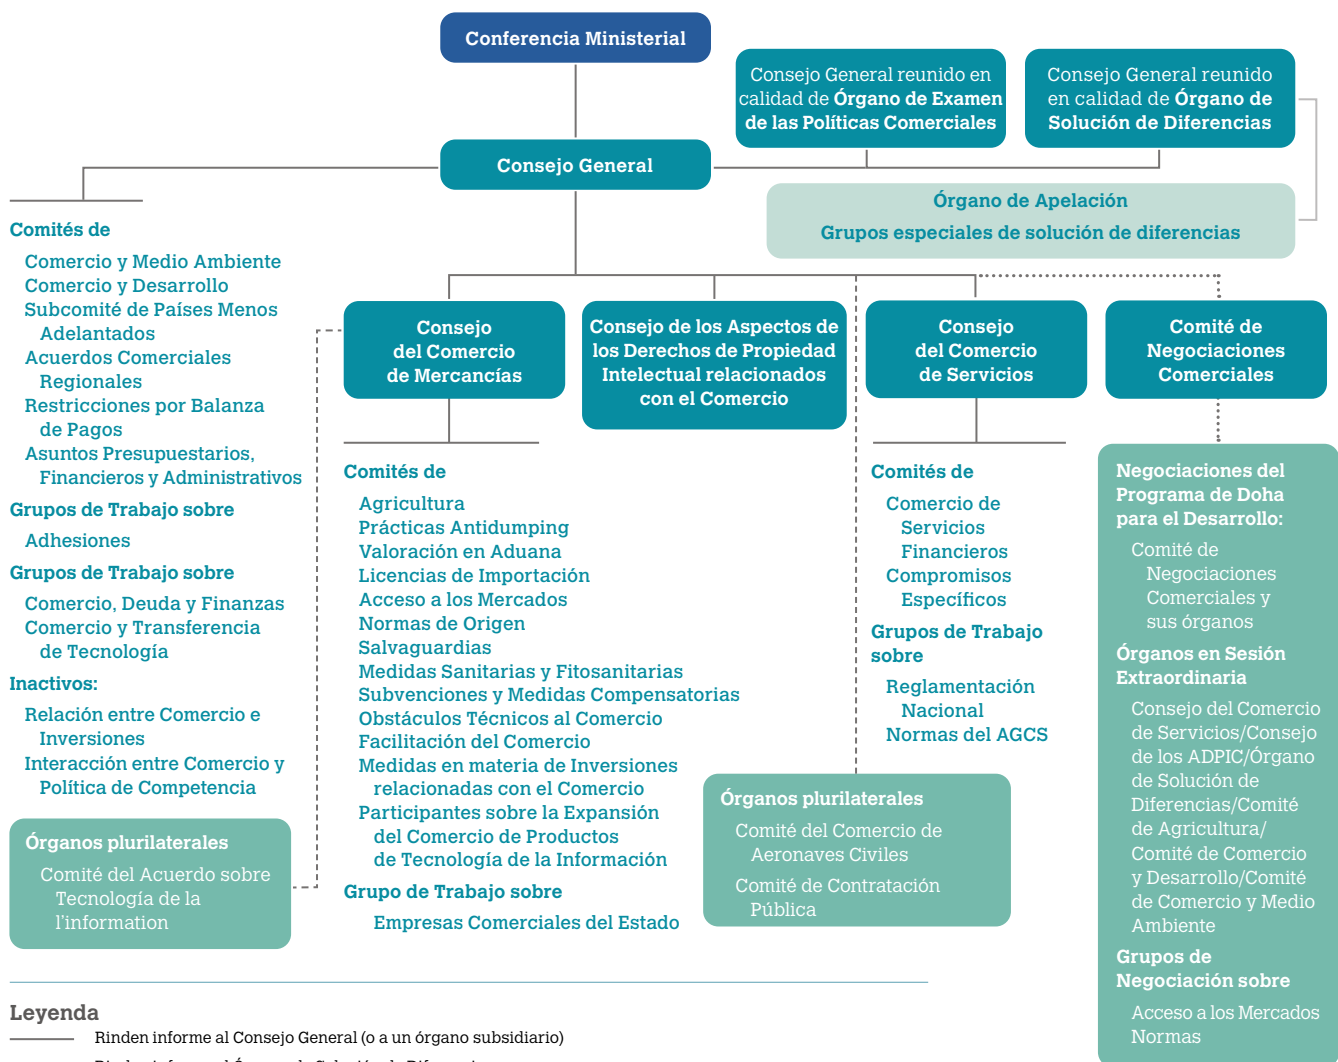 Conferencia Ministerial
Consejo General reunido en
calidad de Órgano de Examen
de las Políticas Comerciales
Consejo General reunido
en calidad de Órgano de
Solución de Diferencias
Consejo General
Órgano de Apelación
Grupos especiales de solución de diferencias
Comités de
Comercio y Medio Ambiente
Comercio y Desarrollo
Subcomité de Países Menos
Adelantados
Acuerdos Comerciales
Regionales
Restricciones por Balanza
de Pagos
Asuntos Presupuestarios,
Financieros y Administrativos
Grupos de Trabajo sobre
Adhesiones
Grupos de Trabajo sobre
Comercio, Deuda y Finanzas
Comercio y Transferencia
de Tecnología
Inactivos:
Relación entre Comercio e
Inversiones
Interacción entre Comercio y
Política de Competencia
Órganos plurilaterales
Comité del Acuerdo sobre
Tecnología de la
l'information
Consejo
del Comercio
de Mercancías
Comités de
Agricultura
Prácticas Antidumping
Valoración en Aduana
Licencias de Importación
Acceso a los Mercados
Normas de Origen
Salvaguardias
Medidas Sanitarias y Fitosanitarias
Subvenciones y Medidas Compensatorias
Obstáculos Técnicos al Comercio
Facilitación del Comercio
Medidas en materia de Inversiones
relacionadas con el Comercio
Participantes sobre la Expansión
del Comercio de Productos
de Tecnología de la Información
Grupo de Trabajo sobre
Empresas Comerciales del Estado
Consejo de los Aspectos de
los Derechos de Propiedad
Intelectual relacionados
con el Comercio
Consejo
del Comercio
de Servicios
Comités de
Comercio de
Servicios
Financieros
Compromisos
Específicos
Grupos de Trabajo
sobre
Reglamentación
Nacional
Normas del AGCS
Órganos plurilaterales
Comité del Comercio de
Aeronaves Civiles
Comité de Contratación
Pública
Comité de
Negociaciones
Comerciales
Negociaciones del
Programa de Doha
para el Desarrollo:
Comité de
Negociaciones
Comerciales y
sus órganos
Órganos en Sesión
Extraordinaria
Consejo del Comercio
de Servicios/Consejo
de los ADPIC/Órgano
de Solución de
Diferencias/Comité
de Agricultura/
Comité de Comercio
y Desarrollo/Comité
de Comercio y Medio
Ambiente
Grupos de
Negociación sobre
Acceso a los Mercados
Normas
Leyenda
Rinden informe al Consejo General (o a un órgano subsidiario)